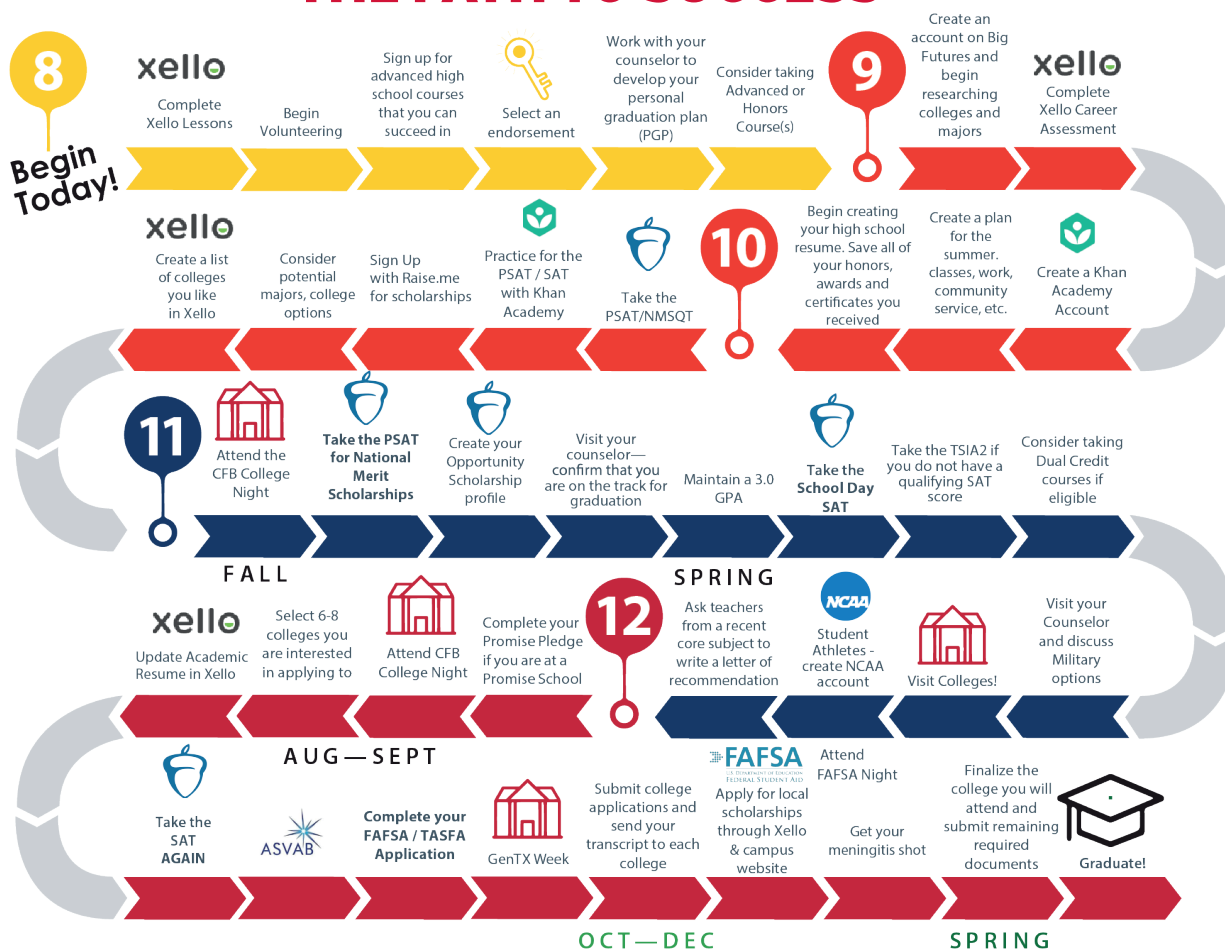 8
Begin
Today!
xello
Complete
Xello Lessons
Begin
Volunteering
Sign up for
advanced high
school courses
that you can
succeed in
Select an
endorsement
Work with your
counselor to
develop your
personal
graduation plan
(PGP)
Consider taking
Advanced or
Honors
Course(s)
9
Create an
account on Big
Futures and
begin
researching
colleges and
majors
xello
Complete
Xello Career
Assessment
Create a Khan
Academy
Account
Create a plan
for the
summer.
classes, work,
community
service, etc.
Begin creating
your high school
resume. Save all of
your honors,
awards and
certificates you
received
10
Take the
PSAT/NMSQT
Practice for the
PSAT / SAT
with Khan
Academy
Sign Up
with Raise.me
for scholarships
Consider
potential
majors, college
options
xello
Create a list
of colleges
you like
in Xello
11
Attend the
CFB College
Night
Take the PSAT
for National
Merit
Scholarships
Create your
Opportunity
Scholarship
profile
Visit your
counselor—
confirm that you
are on the track for
graduation
Maintain a 3.0
GPA
Take the
School Day
SAT
Take the TSIA2 if
you do not have a
qualifying SAT
score
Consider taking
Dual Credit
courses if
eligible
FALL
SPRING
Visit your
Counselor
and discuss
Military
options
Visit Colleges!
NCAA
Student
Athletes -
create NCAA
account
Ask teachers
from a recent
core subject to
write a letter of
recommendation
12
Complete your
Promise Pledge
if you are at a
Promise School
Attend CFB
College Night
Select 6-8
colleges you
are interested
in applying to
xello
Update Academic
Resume in Xello
AUG—SEPT
Take the
SAT
AGAIN
ASVAB
Complete your
FAFSA / TASFA
Application
GenTX Week
Submit college
applications and
send your
transcript to each
college
FAFSA
U.S. DEPARTMENT OF EDUCATION
FEDERAL STUDENT AID
Apply for local
scholarships
through Xello
& campus
website
Attend
FAFSA Night
Get your
meningitis shot
Finalize the
college you will
attend and
submit remaining
required
documents
Graduate!
OCT—DEC
SPRING